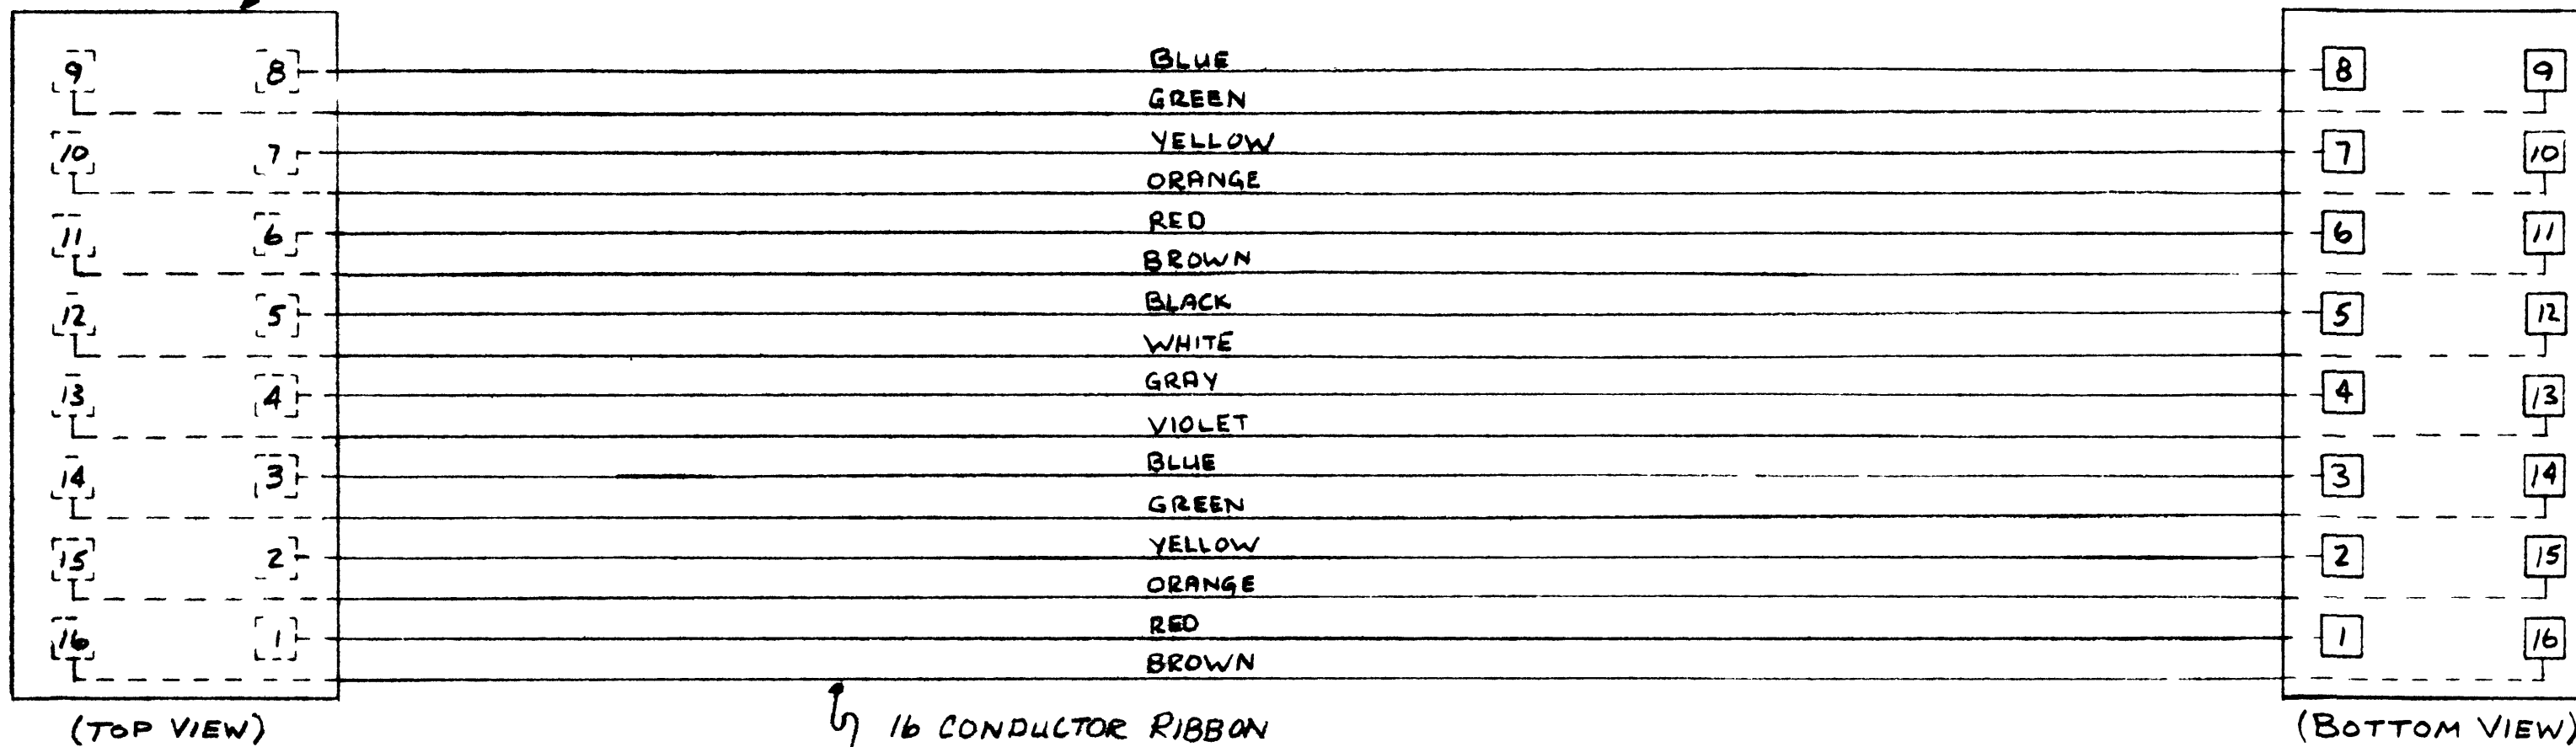 9 8 BLUE 8 9
GREEN
10 7 YELLOW 7 10
ORANGE
11 6 RED 6 11
BROWN
12 5 BLACK 5 12
WHITE
13 4 GRAY 4 13
VIOLET
14 3 BLUE 3 14
GREEN
15 2 YELLOW 2 15
ORANGE
16 1 RED 1 16
BROWN
(TOP VIEW) 16 CONDUCTOR RIBBON (BOTTOM VIEW)